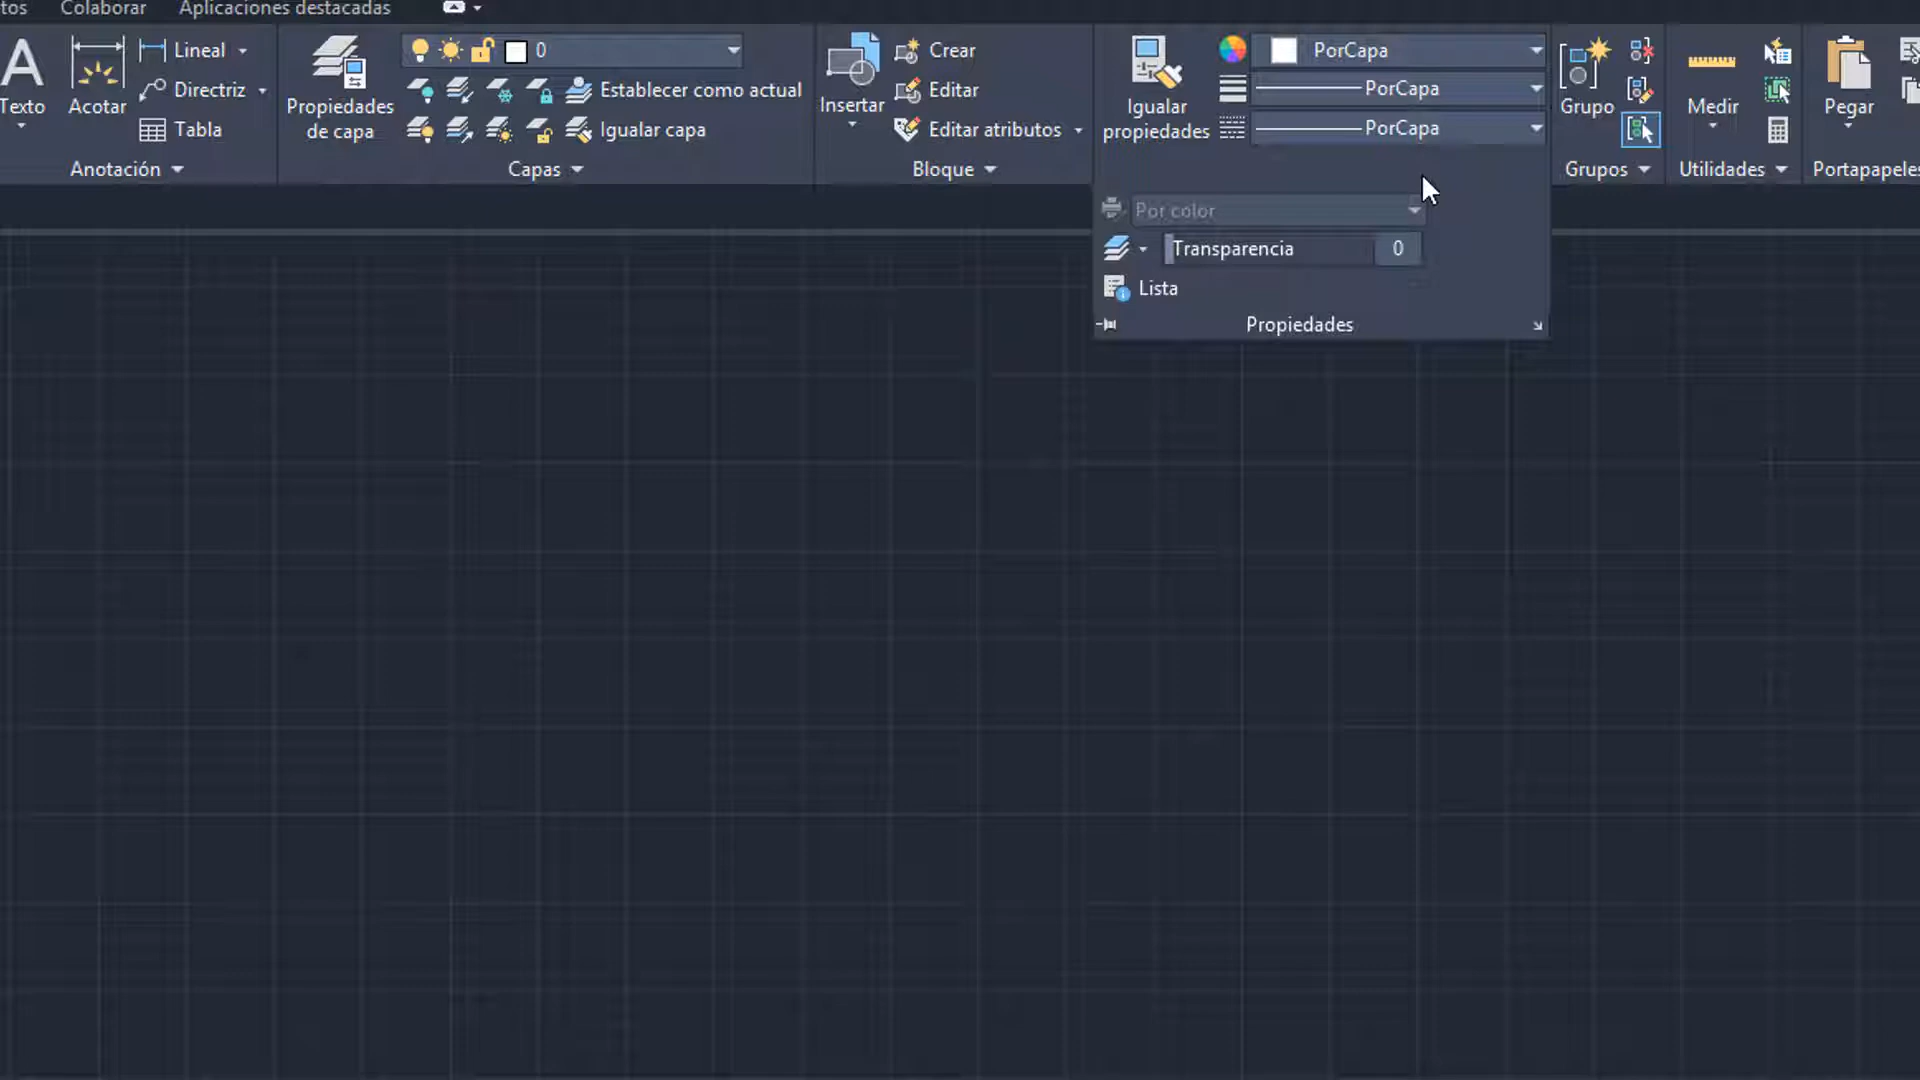 tos Colaborar Aplicaciones destacadas
Texto
Acotar
Lineal
Directriz
Tabla
Anotación
Propiedades
de capa
0
Establecer como actual
Igualar capa
Capas
Insertar
Crear
Editar
Editar atributos
Bloque
Igualar
propiedades
PorCapa
PorCapa
PorCapa
Por color
Transparencia 0
Lista
Propiedades
Grupo
Grupos
Medir
Utilidades
Pegar
Portapapeles